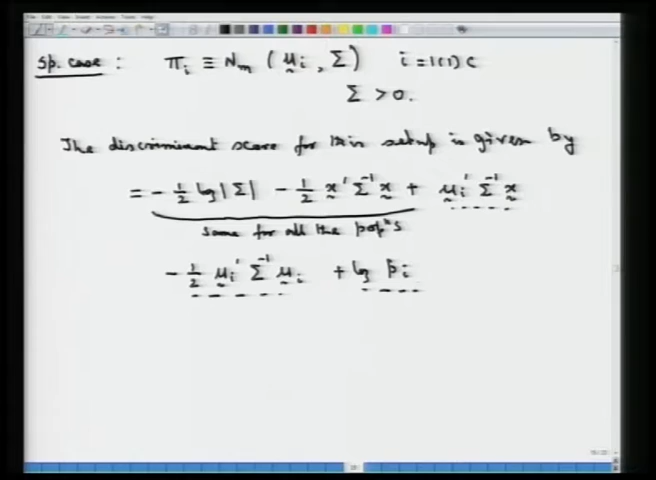 Sp. case : π_i ≡ N_m (μ_i, Σ) i = 1(1)c
Σ > 0.
The discriminant score for this setup is given by
= -1/2 log|Σ| - 1/2 x' Σ^-1 x + μ_i' Σ^-1 x
Same for all the pop^n s
- 1/2 μ_i' Σ^-1 μ_i + log p_i